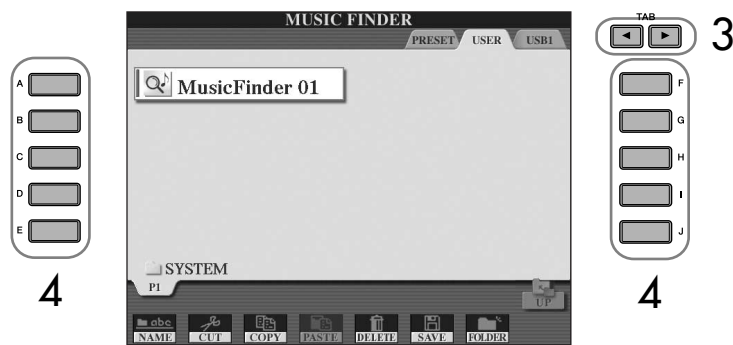 MUSIC FINDER
TAB
3
PRESET USER USB1
A
B
C
D
E
MusicFinder 01
F
G
H
I
J
SYSTEM
P1
UP
4
4
abc
NAME CUT COPY PASTE DELETE SAVE FOLDER